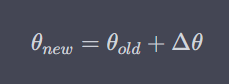 θ_new = θ_old + Δθ